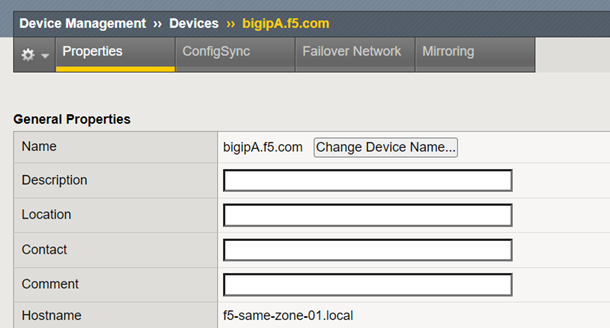 Device Management ›› Devices ›› bigipA.f5.com
Properties ConfigSync Failover Network Mirroring
General Properties
Name bigipA.f5.com Change Device Name...
Description
Location
Contact
Comment
Hostname f5-same-zone-01.local